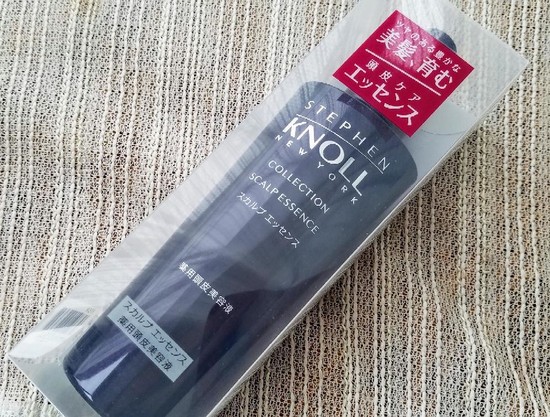 ツヤのある豊かな
美髪、育む
頭皮ケア
エッセンス
STEPHEN
KNOLL
NEW YORK
COLLECTION
SCALP ESSENCE
スカルプ エッセンス
薬用頭皮美容液
スカルプ エッセンス
薬用頭皮美容液